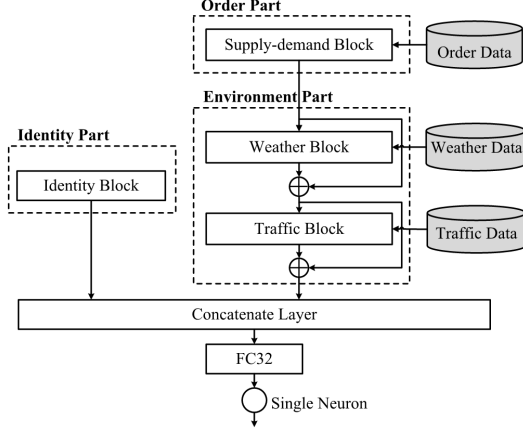 Order Part
Supply-demand Block
Order Data
Environment Part
Identity Part
Weather Block
Weather Data
Identity Block
Traffic Block
Traffic Data
Concatenate Layer
FC32
Single Neuron